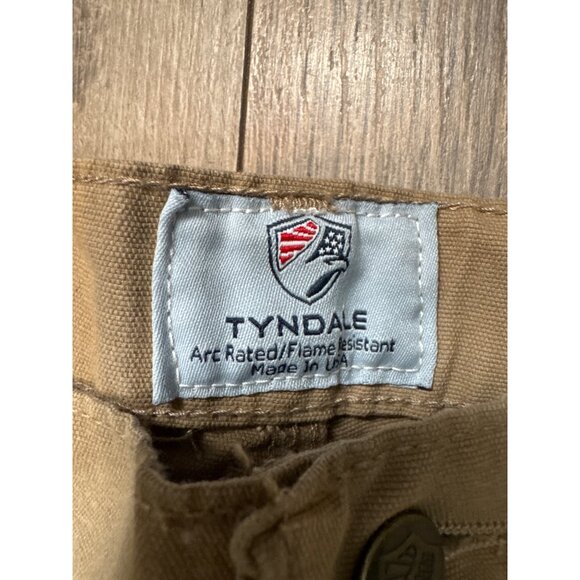 TYNDALE
Arc Rated/Flame Resistant
Made In USA